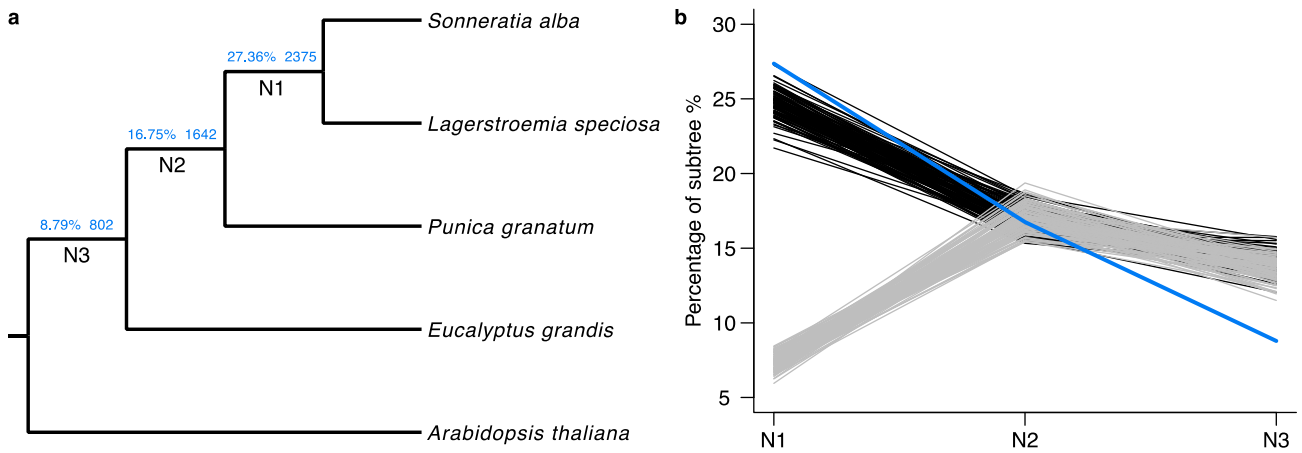 a
Sonneratia alba
27.36% 2375
N1
Lagerstroemia speciosa
16.75% 1642
N2
Punica granatum
8.79% 802
N3
Eucalyptus grandis
Arabidopsis thaliana
b
Percentage of subtree %
30
25
20
15
10
5
N1 N2 N3